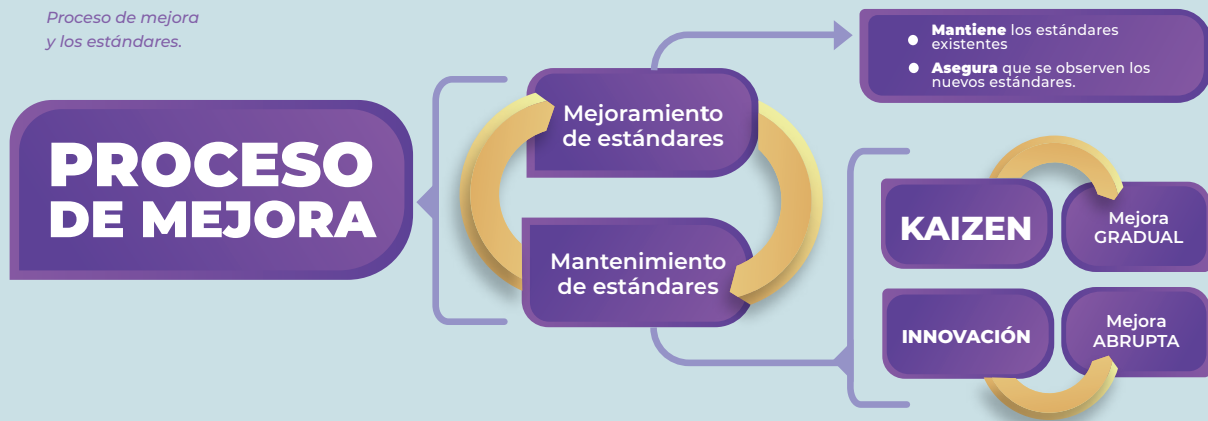 Proceso de mejora
y los estándares.
PROCESO
DE MEJORA
Mejoramiento
de estándares
Mantenimiento
de estándares
Mantiene los estándares
existentes
Asegura que se observen los
nuevos estándares.
KAIZEN
Mejora
GRADUAL
INNOVACIÓN
Mejora
ABRUPTA